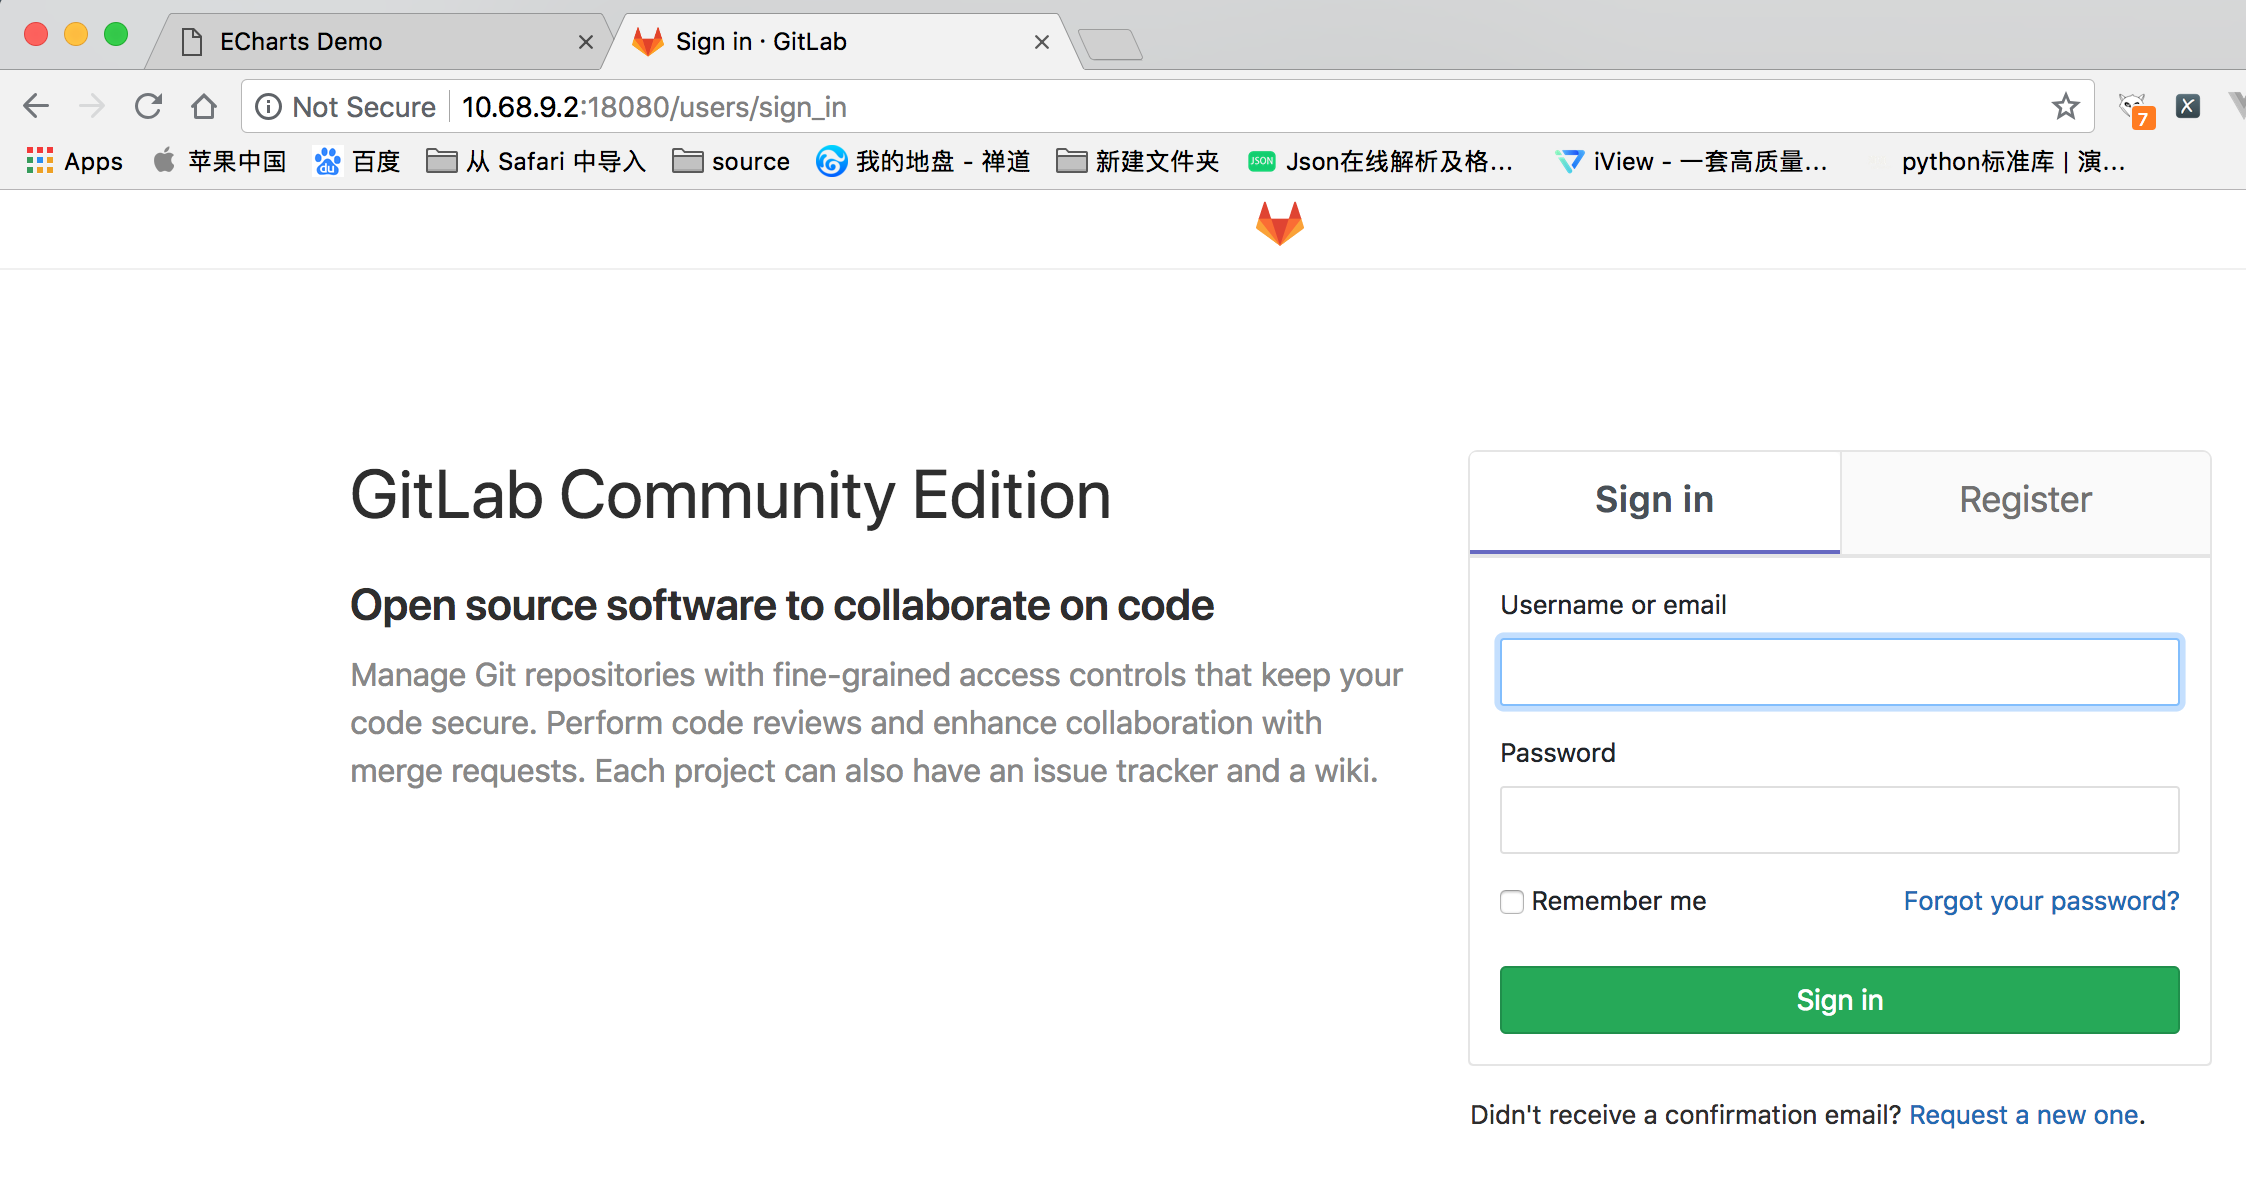 ECharts Demo
Sign in · GitLab
Not Secure 10.68.9.2:18080/users/sign_in
7
X
Apps 苹果中国 du 百度 从 Safari 中导入 source 我的地盘 - 禅道 新建文件夹 JSON Json在线解析及格... iView - 一套高质量... python标准库 | 演...
GitLab Community Edition
Open source software to collaborate on code
Manage Git repositories with fine-grained access controls that keep your
code secure. Perform code reviews and enhance collaboration with
merge requests. Each project can also have an issue tracker and a wiki.
Sign in
Register
Username or email
Password
Remember me
Forgot your password?
Sign in
Didn't receive a confirmation email? Request a new one.